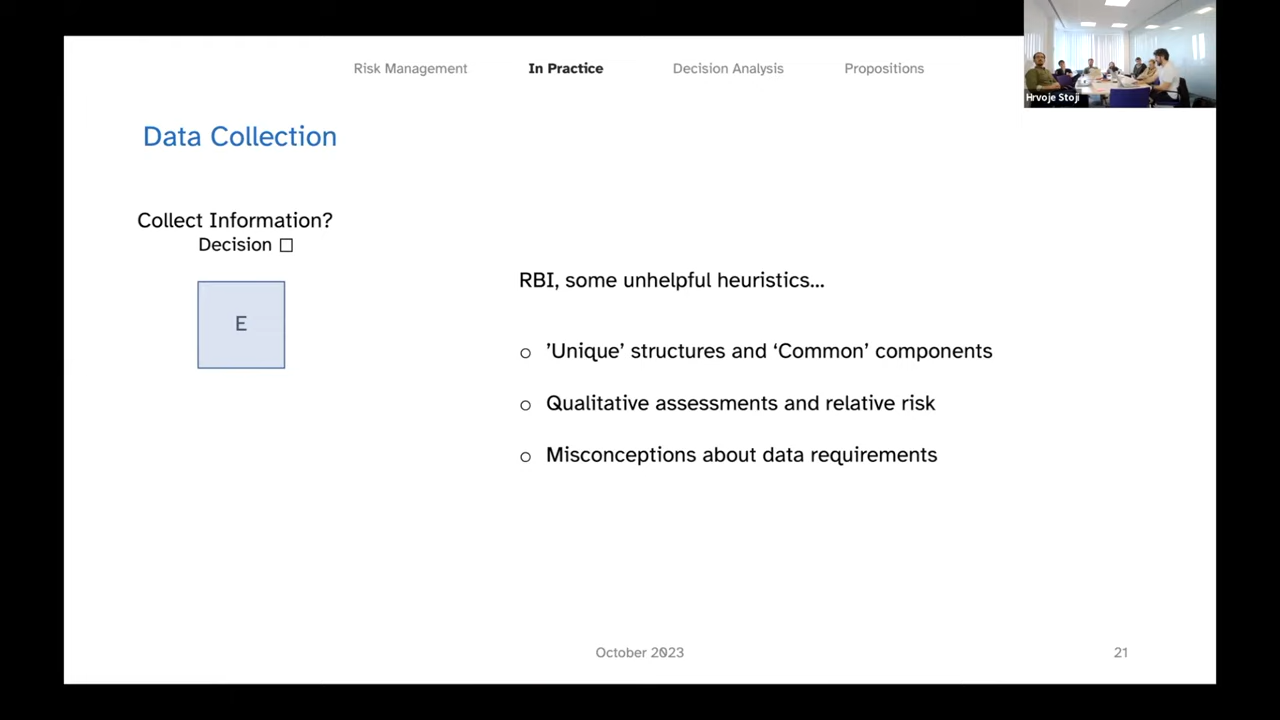 Risk Management In Practice Decision Analysis Propositions
Hrvoje Stoji
Data Collection
Collect Information?
Decision □
E
RBI, some unhelpful heuristics...
○ ’Unique’ structures and ‘Common’ components
○ Qualitative assessments and relative risk
○ Misconceptions about data requirements
October 2023
21